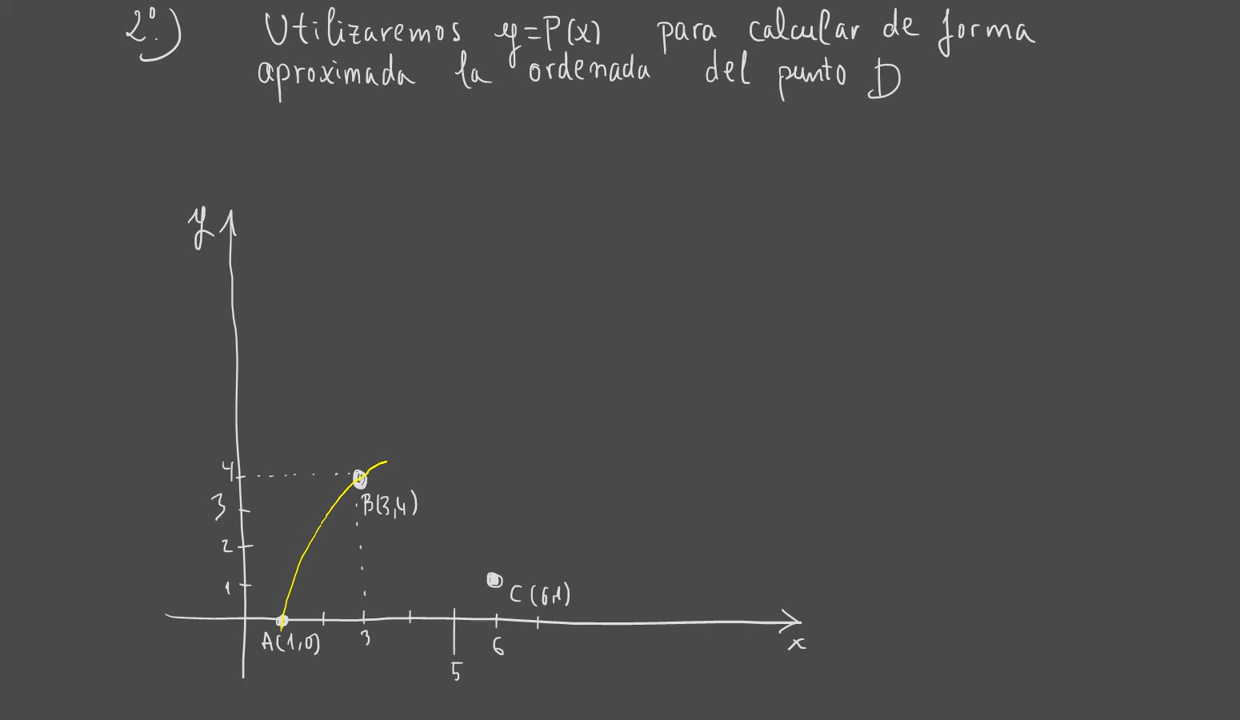 2º.) Utilizaremos y=P(x) para calcular de forma
aproximada la ordenada del punto D
y
4
3
B(3,4)
2
1
C(6,1)
A(1,0)
3
6
x
5